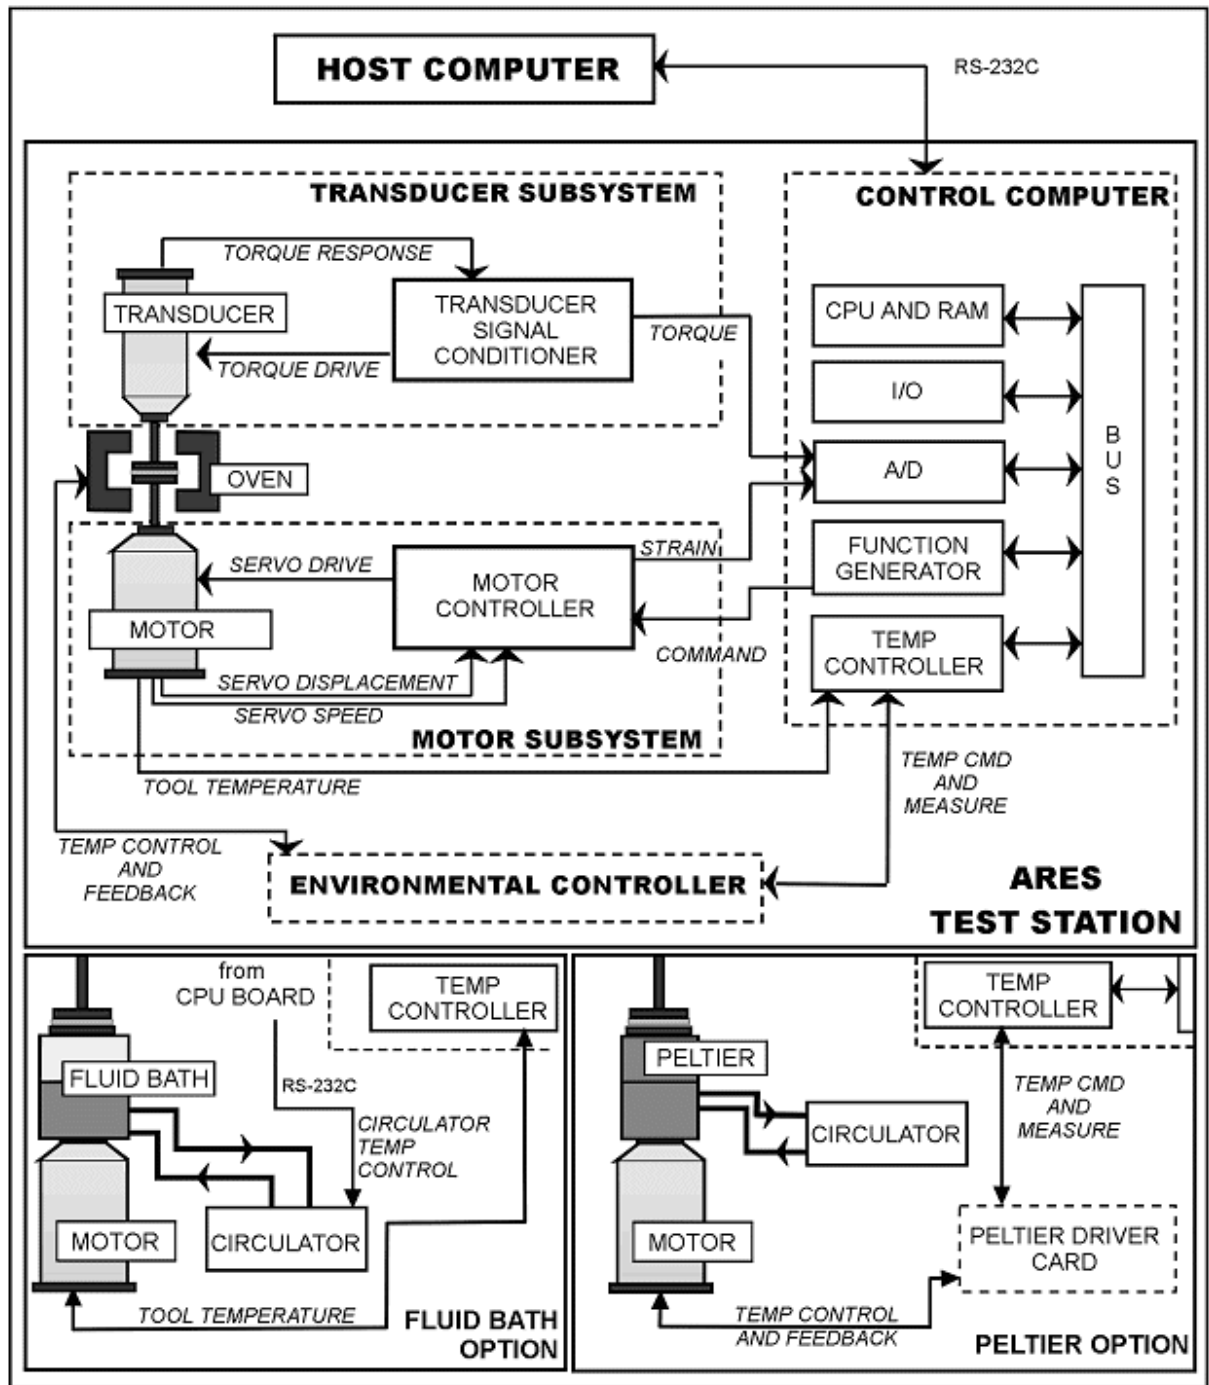 HOST COMPUTER
RS-232C
TRANSDUCER SUBSYSTEM
CONTROL COMPUTER
TORQUE RESPONSE
TRANSDUCER
TRANSDUCER
SIGNAL
CONDITIONER
TORQUE
TORQUE DRIVE
CPU AND RAM
I/O
A/D
FUNCTION
GENERATOR
TEMP
CONTROLLER
B
U
S
OVEN
STRAIN
SERVO DRIVE
MOTOR
CONTROLLER
MOTOR
COMMAND
SERVO DISPLACEMENT
SERVO SPEED
MOTOR SUBSYSTEM
TOOL TEMPERATURE
TEMP CMD
AND
MEASURE
TEMP CONTROL
AND
FEEDBACK
ENVIRONMENTAL CONTROLLER
ARES
TEST STATION
from
CPU BOARD
TEMP
CONTROLLER
FLUID BATH
RS-232C
CIRCULATOR
TEMP
CONTROL
MOTOR
CIRCULATOR
TOOL TEMPERATURE
FLUID BATH
OPTION
TEMP
CONTROLLER
PELTIER
TEMP CMD
AND
MEASURE
CIRCULATOR
MOTOR
PELTIER DRIVER
CARD
TEMP CONTROL
AND FEEDBACK
PELTIER OPTION